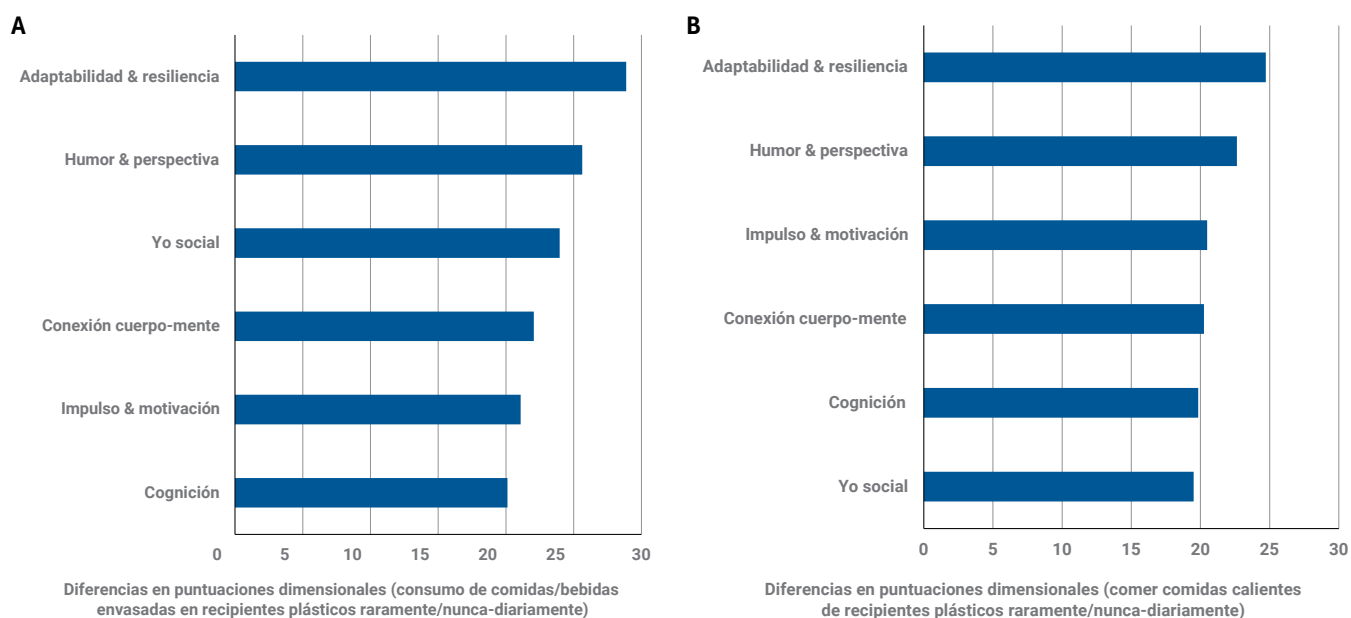 A
Adaptabilidad & resiliencia
Humor & perspectiva
Yo social
Conexión cuerpo-mente
Impulso & motivación
Cognición
0 5 10 15 20 25 30
Diferencias en puntuaciones dimensionales (consumo de comidas/bebidas
envasadas en recipientes plásticos raramente/nunca-diariamente)
B
Adaptabilidad & resiliencia
Humor & perspectiva
Impulso & motivación
Conexión cuerpo-mente
Cognición
Yo social
0 5 10 15 20 25 30
Diferencias en puntuaciones dimensionales (comer comidas calientes
de recipientes plásticos raramente/nunca-diariamente)